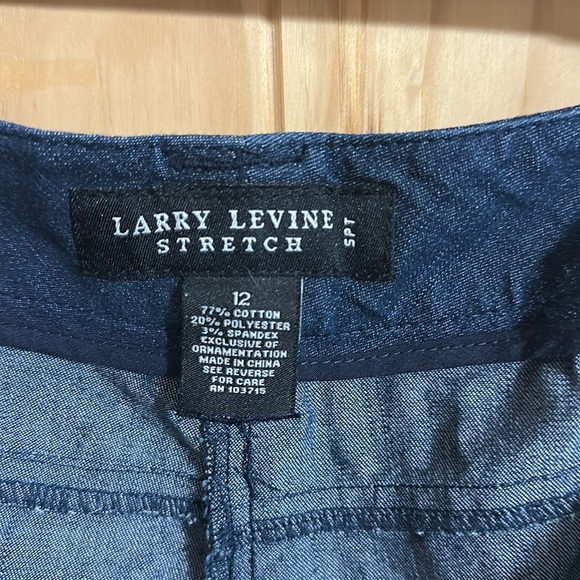 LARRY LEVINE
STRETCH
SPT
12
77% COTTON
20% POLYESTER
3% SPANDEX
EXCLUSIVE OF
ORNAMENTATION
MADE IN CHINA
SEE REVERSE
FOR CARE
RN 103715